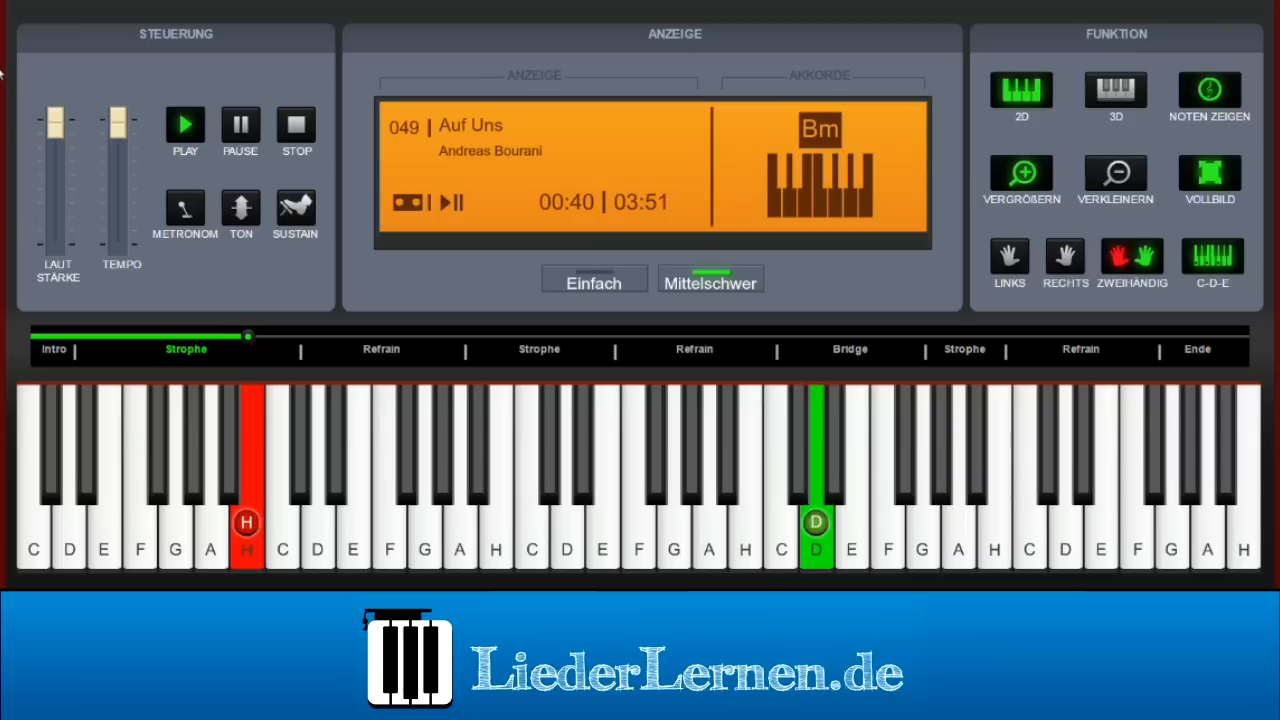 STEUERUNG
ANZEIGE
FUNKTION
ANZEIGE
AKKORDE
049 | Auf Uns
Andreas Bourani
Bm
00:40 | 03:51
PLAY
PAUSE
STOP
METRONOM
TON
SUSTAIN
LAUT
STÄRKE
TEMPO
Einfach
Mittelschwer
2D
3D
NOTEN ZEIGEN
VERGRÖßERN
VERKLEINERN
VOLLBILD
LINKS
RECHTS
ZWEIHÄNDIG
C-D-E
Intro | Strophe | Refrain | Strophe | Refrain | Bridge | Strophe | Refrain | Ende
H
D
C D E F G A H C D E F G A H C D E F G A H C D E F G A H C D E F G A H
LiederLernen.de